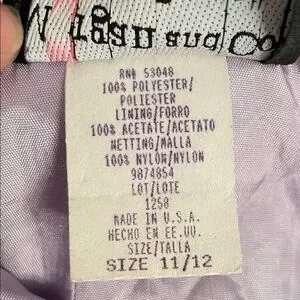 RN# 53048
100% POLYESTER/
POLIESTER
LINING/FORRO
100% ACETATE/ACETATO
NETTING/MALLA
100% NYLON/NYLON
9874854
LOT/LOTE
1258
MADE IN U.S.A.
HECHO EN EE.UU.
SIZE/TALLA
SIZE 11/12